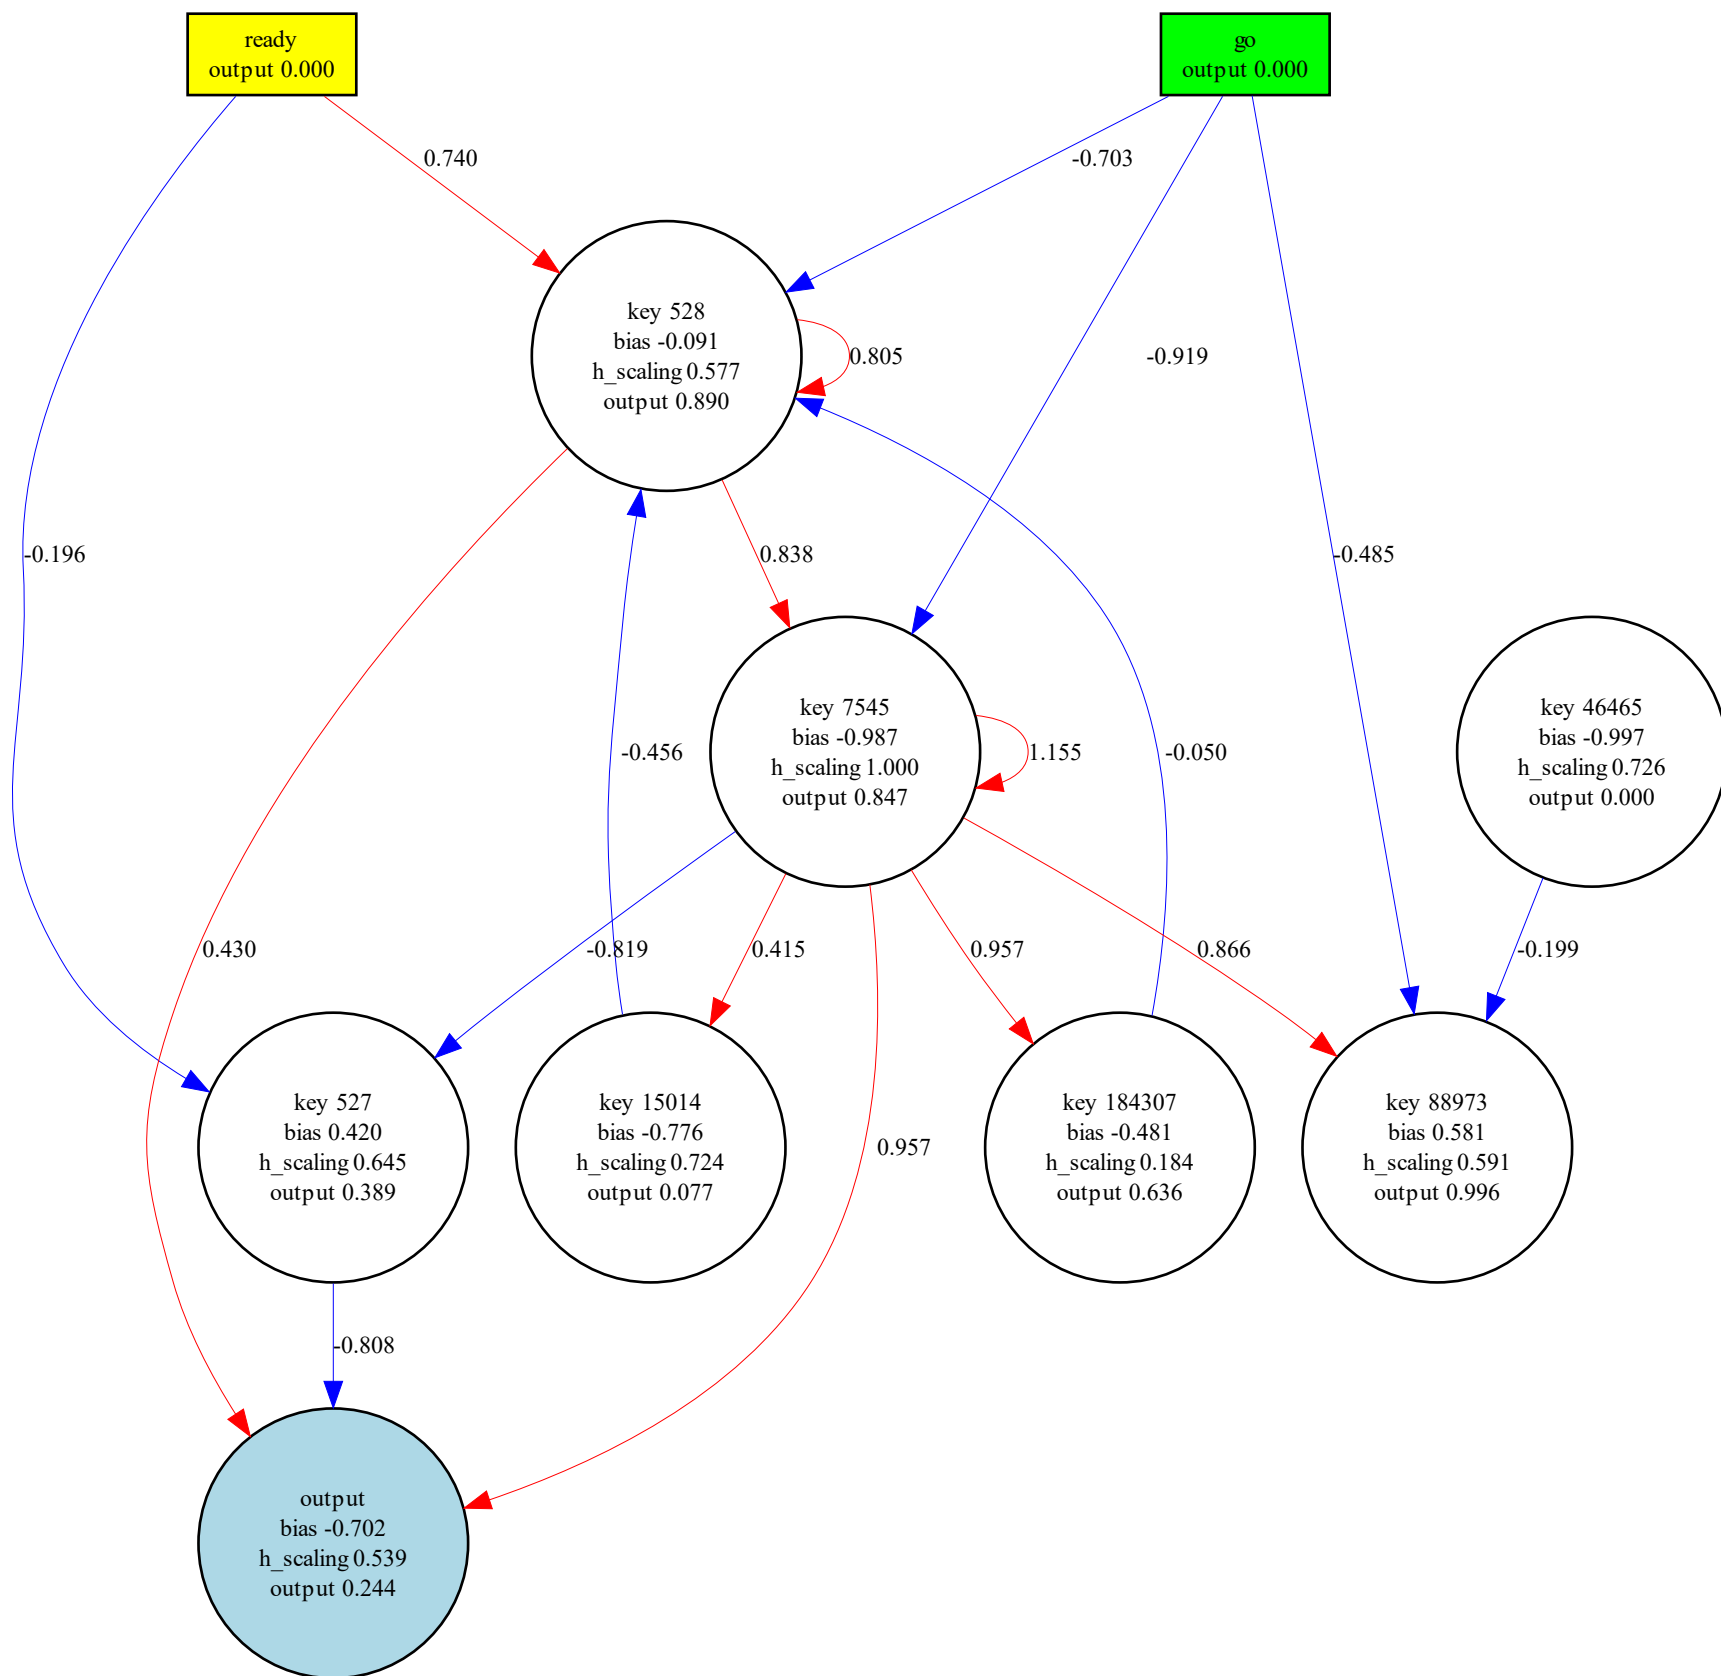 ready
output 0.000
go
output 0.000
0.740
-0.703
key 528
bias -0.091
h_scaling 0.577
output 0.890
0.805
-0.919
-0.196
0.838
-0.485
key 7545
bias -0.987
h_scaling 1.000
output 0.847
-0.456
1.155
-0.050
key 46465
bias -0.997
h_scaling 0.726
output 0.000
0.430
-0.819
0.415
0.957
0.866
-0.199
key 527
bias 0.420
h_scaling 0.645
output 0.389
key 15014
bias -0.776
h_scaling 0.724
output 0.077
0.957
key 184307
bias -0.481
h_scaling 0.184
output 0.636
key 88973
bias 0.581
h_scaling 0.591
output 0.996
-0.808
output
bias -0.702
h_scaling 0.539
output 0.244